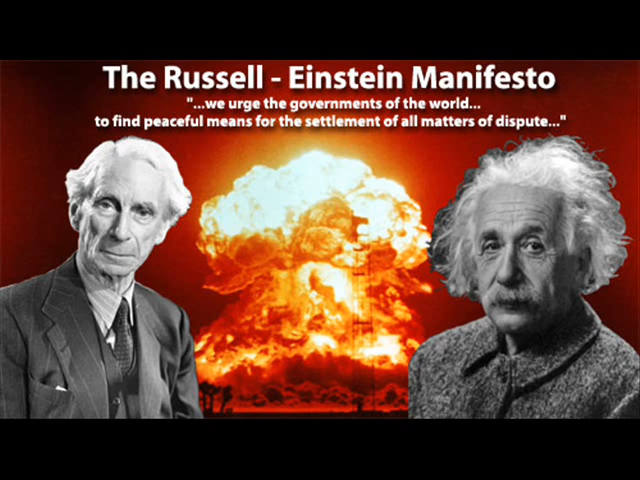 The Russell - Einstein Manifesto
"...we urge the governments of the world...
to find peaceful means for the settlement of all matters of dispute..."